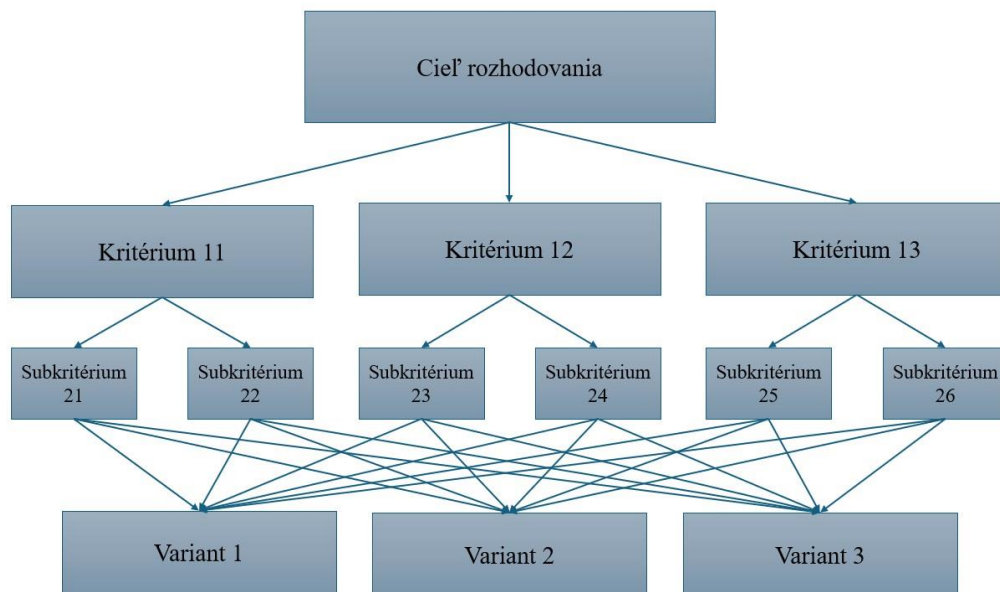 Cieľ rozhodovania
Kritérium 11
Kritérium 12
Kritérium 13
Subkritérium
21
Subkritérium
22
Subkritérium
23
Subkritérium
24
Subkritérium
25
Subkritérium
26
Variant 1
Variant 2
Variant 3